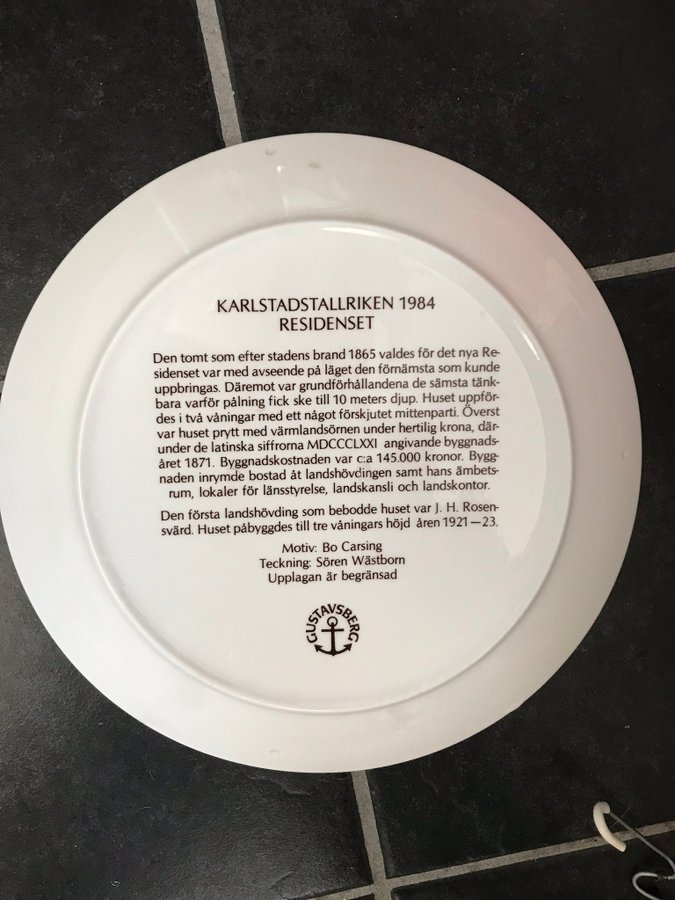 KARLSTADSTALLRIKEN 1984
RESIDENSET
Den tomt som efter stadens brand 1865 valdes för det nya Re-
sidenset var med avseende på läget den förnämsta som kunde
uppbringas. Däremot var grundförhållandena de sämsta tänk-
bara varför pålning fick ske till 10 meters djup. Huset uppför-
des i två våningar med ett något förskjutet mittenparti. Överst
var huset prytt med värmlandsörnen under hertilig krona, där-
under de latinska siffrorna MDCCCLXXI angivande byggnads-
året 1871. Byggnadskostnaden var c:a 145.000 kronor. Bygg-
naden inrymde bostad åt landshövdingen samt hans ämbets-
rum, lokaler för länsstyrelse, landskansli och landskontor.
Den första landshövding som bebodde huset var J. H. Rosen-
svärd. Huset påbyggdes till tre våningars höjd åren 1921—23.
Motiv: Bo Carsing
Teckning: Sören Wästborn
Upplagan är begränsad
GUSTAVSBERG